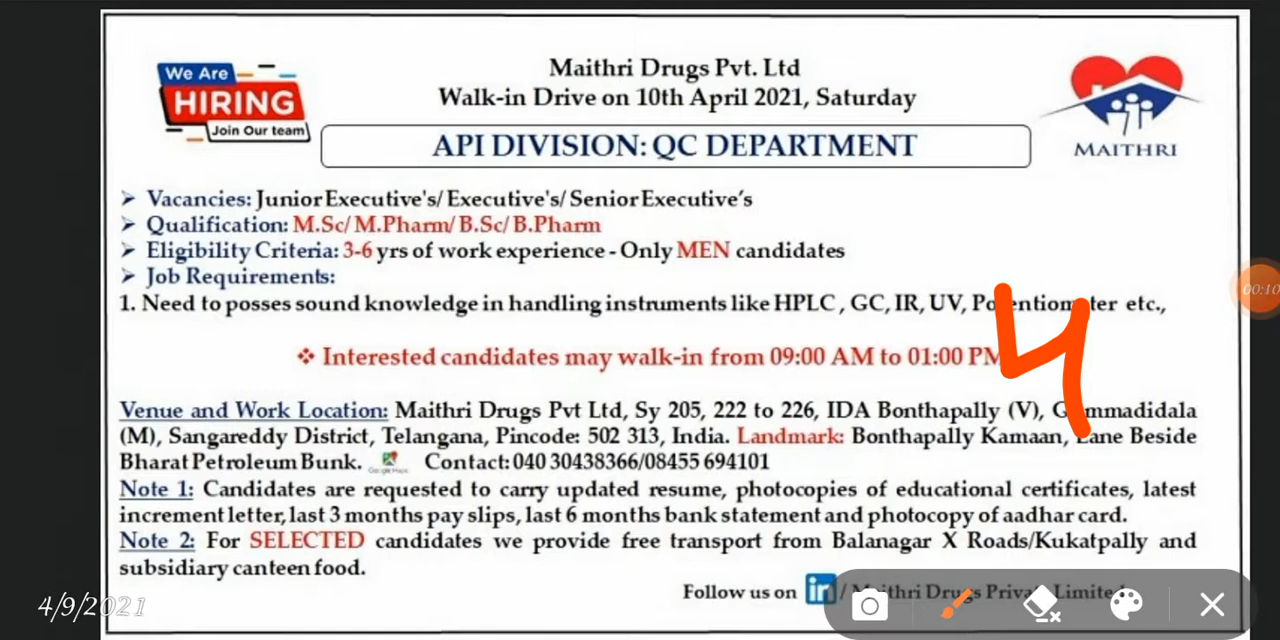 We Are
HIRING
Join Our team
Maithri Drugs Pvt. Ltd
Walk-in Drive on 10th April 2021, Saturday
API DIVISION: QC DEPARTMENT
MAITHRI
➢ Vacancies: Junior Executive's/ Executive's/ Senior Executive's
➢ Qualification: M.Sc/ M.Pharm/ B.Sc/ B.Pharm
➢ Eligibility Criteria: 3-6 yrs of work experience - Only MEN candidates
➢ Job Requirements:
1. Need to posses sound knowledge in handling instruments like HPLC , GC, IR, UV, Potentiometer etc.,
00:10
4
❖ Interested candidates may walk-in from 09:00 AM to 01:00 PM
Venue and Work Location: Maithri Drugs Pvt Ltd, Sy 205, 222 to 226, IDA Bonthapally (V), Gummadidala
(M), Sangareddy District, Telangana, Pincode: 502 313, India. Landmark: Bonthapally Kamaan, Lane Beside
Bharat Petroleum Bunk. Google Maps Contact: 040 30438366/08455 694101
Note 1: Candidates are requested to carry updated resume, photocopies of educational certificates, latest
increment letter, last 3 months pay slips, last 6 months bank statement and photocopy of aadhar card.
Note 2: For SELECTED candidates we provide free transport from Balanagar X Roads/Kukatpally and
subsidiary canteen food.
Follow us on in / Maithri Drugs Private Limited
4/9/2021